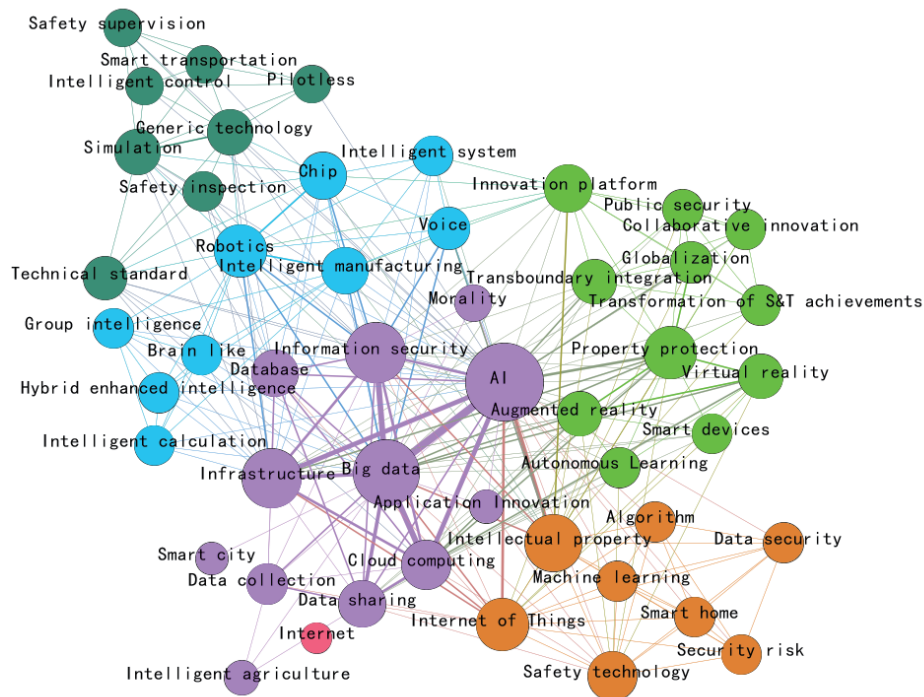 Safety supervision
Smart transportation
Intelligent control
Pilotless
Generic technology
Simulation
Intelligent system
Chip
Safety inspection
Innovation platform
Public security
Voice
Collaborative innovation
Robotics
Globalization
Intelligent manufacturing
Technical standard
Transboundary integration
Morality
Transformation of S&T achievements
Group intelligence
Information security
Property protection
Brain like
Database
AI
Virtual reality
Hybrid enhanced intelligence
Augmented reality
Smart devices
Intelligent calculation
Infrastructure
Big data
Autonomous Learning
Application Innovation
Algorithm
Intellectual property
Data security
Smart city
Cloud computing
Data collection
Machine learning
Data sharing
Smart home
Internet of Things
Internet
Security risk
Intelligent agriculture
Safety technology